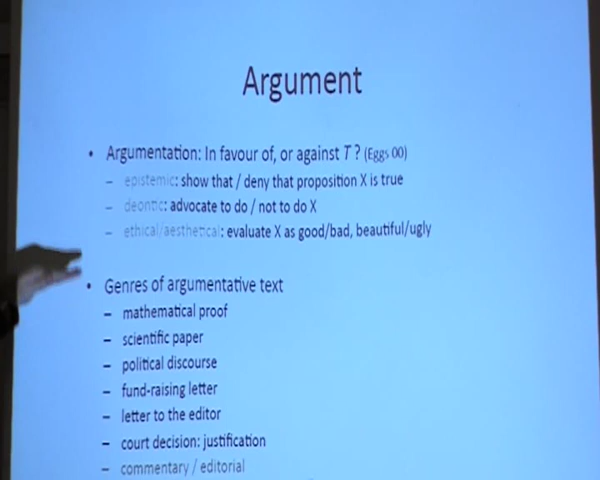 Argument
• Argumentation: In favour of, or against T ? (Eggs 00)
– epistemic: show that / deny that proposition X is true
– deontic: advocate to do / not to do X
– ethical/aesthetical: evaluate X as good/bad, beautiful/ugly
• Genres of argumentative text
– mathematical proof
– scientific paper
– political discourse
– fund-raising letter
– letter to the editor
– court decision: justification
– commentary / editorial